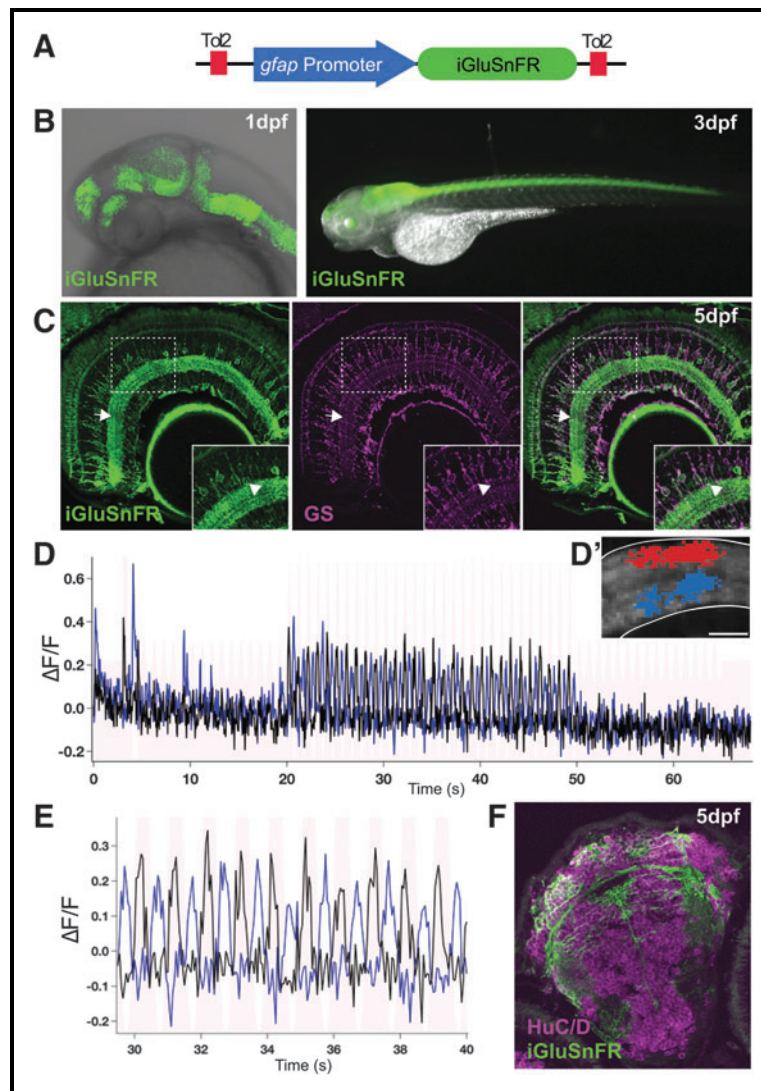 A
Tol2
gfap Promoter
iGluSnFR
Tol2
B
1dpf
iGluSnFR
3dpf
iGluSnFR
C
iGluSnFR
GS
5dpf
D
ΔF/F
0.6
0.4
0.2
0.0
-0.2
0 10 20 30 40 50 60
Time (s)
D'
E
ΔF/F
0.3
0.2
0.1
0.0
-0.1
-0.2
30 32 34 36 38 40
Time (s)
F
5dpf
HuC/D
iGluSnFR